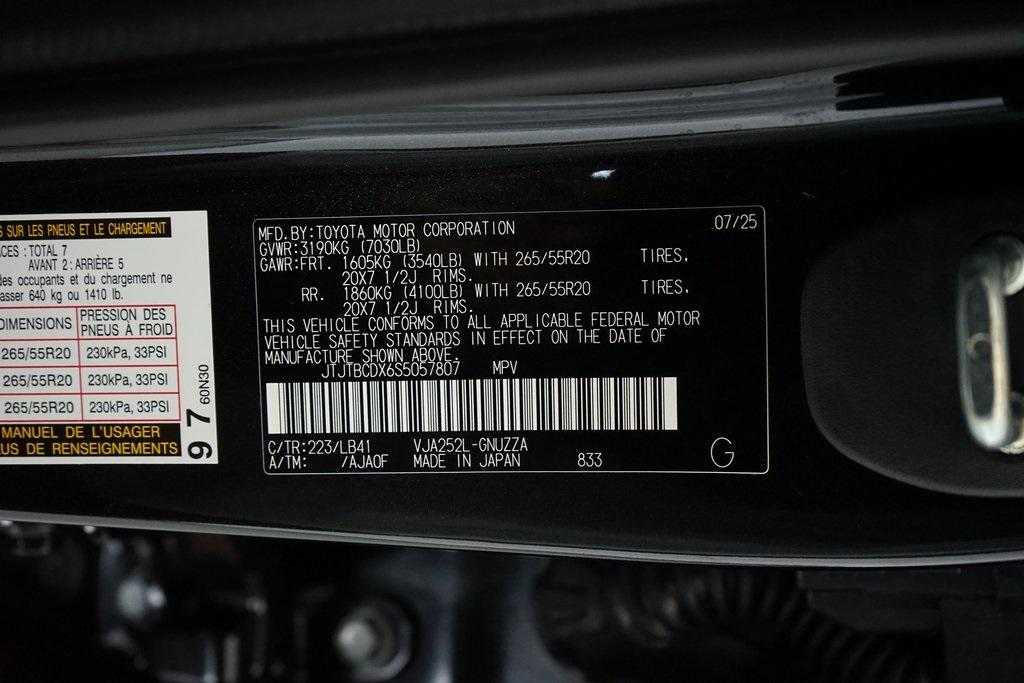 S SUR LES PNEUS ET LE CHARGEMENT
ACES : TOTAL 7
AVANT 2 : ARRIÈRE 5
des occupants et du chargement ne
asser 640 kg ou 1410 lb.
DIMENSIONS PRESSION DES PNEUS À FROID
265/55R20 230kPa, 33PSI
265/55R20 230kPa, 33PSI
265/55R20 230kPa, 33PSI
MANUEL DE L'USAGER
US DE RENSEIGNEMENTS
97 60N30
MFD.BY:TOYOTA MOTOR CORPORATION 07/25
GVWR:3190KG (7030LB)
GAWR:FRT. 1605KG (3540LB) WITH 265/55R20 TIRES,
20X7 1/2J RIMS.
RR. 1860KG (4100LB) WITH 265/55R20 TIRES,
20X7 1/2J RIMS.
THIS VEHICLE CONFORMS TO ALL APPLICABLE FEDERAL MOTOR
VEHICLE SAFETY STANDARDS IN EFFECT ON THE DATE OF
MANUFACTURE SHOWN ABOVE.
JTJTBCDX6S5057807 MPV
C/TR:223/LB41 VJA252L-GNUZZA
A/TM: /AJA0F MADE IN JAPAN 833 G